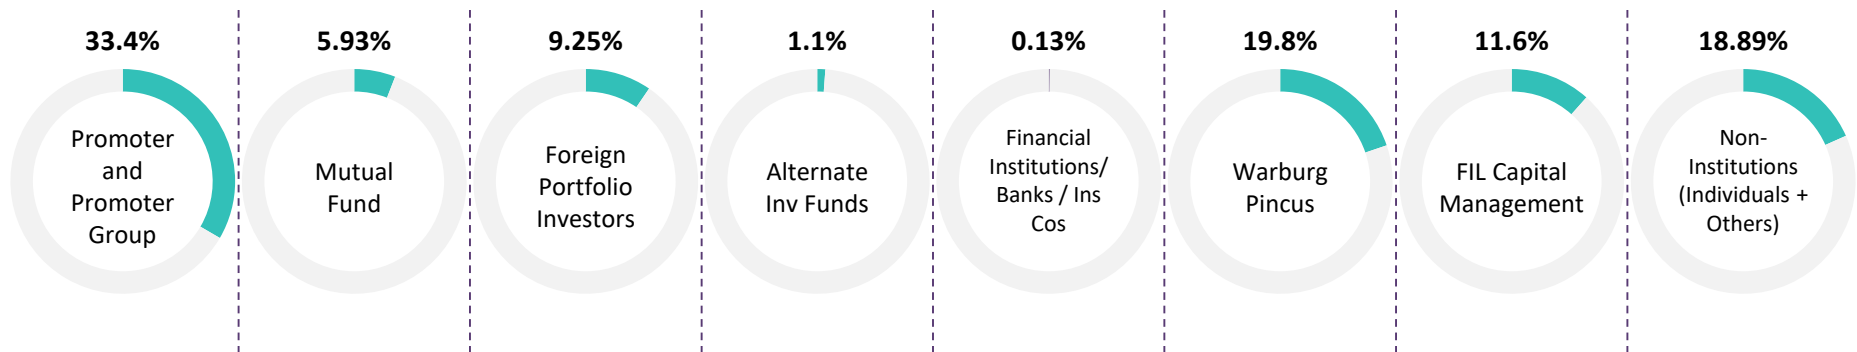 33.4%
Promoter
and
Promoter
Group
5.93%
Mutual
Fund
9.25%
Foreign
Portfolio
Investors
1.1%
Alternate
Inv Funds
0.13%
Financial
Institutions/
Banks / Ins
Cos
19.8%
Warburg
Pincus
11.6%
FIL Capital
Management
18.89%
Non-
Institutions
(Individuals +
Others)